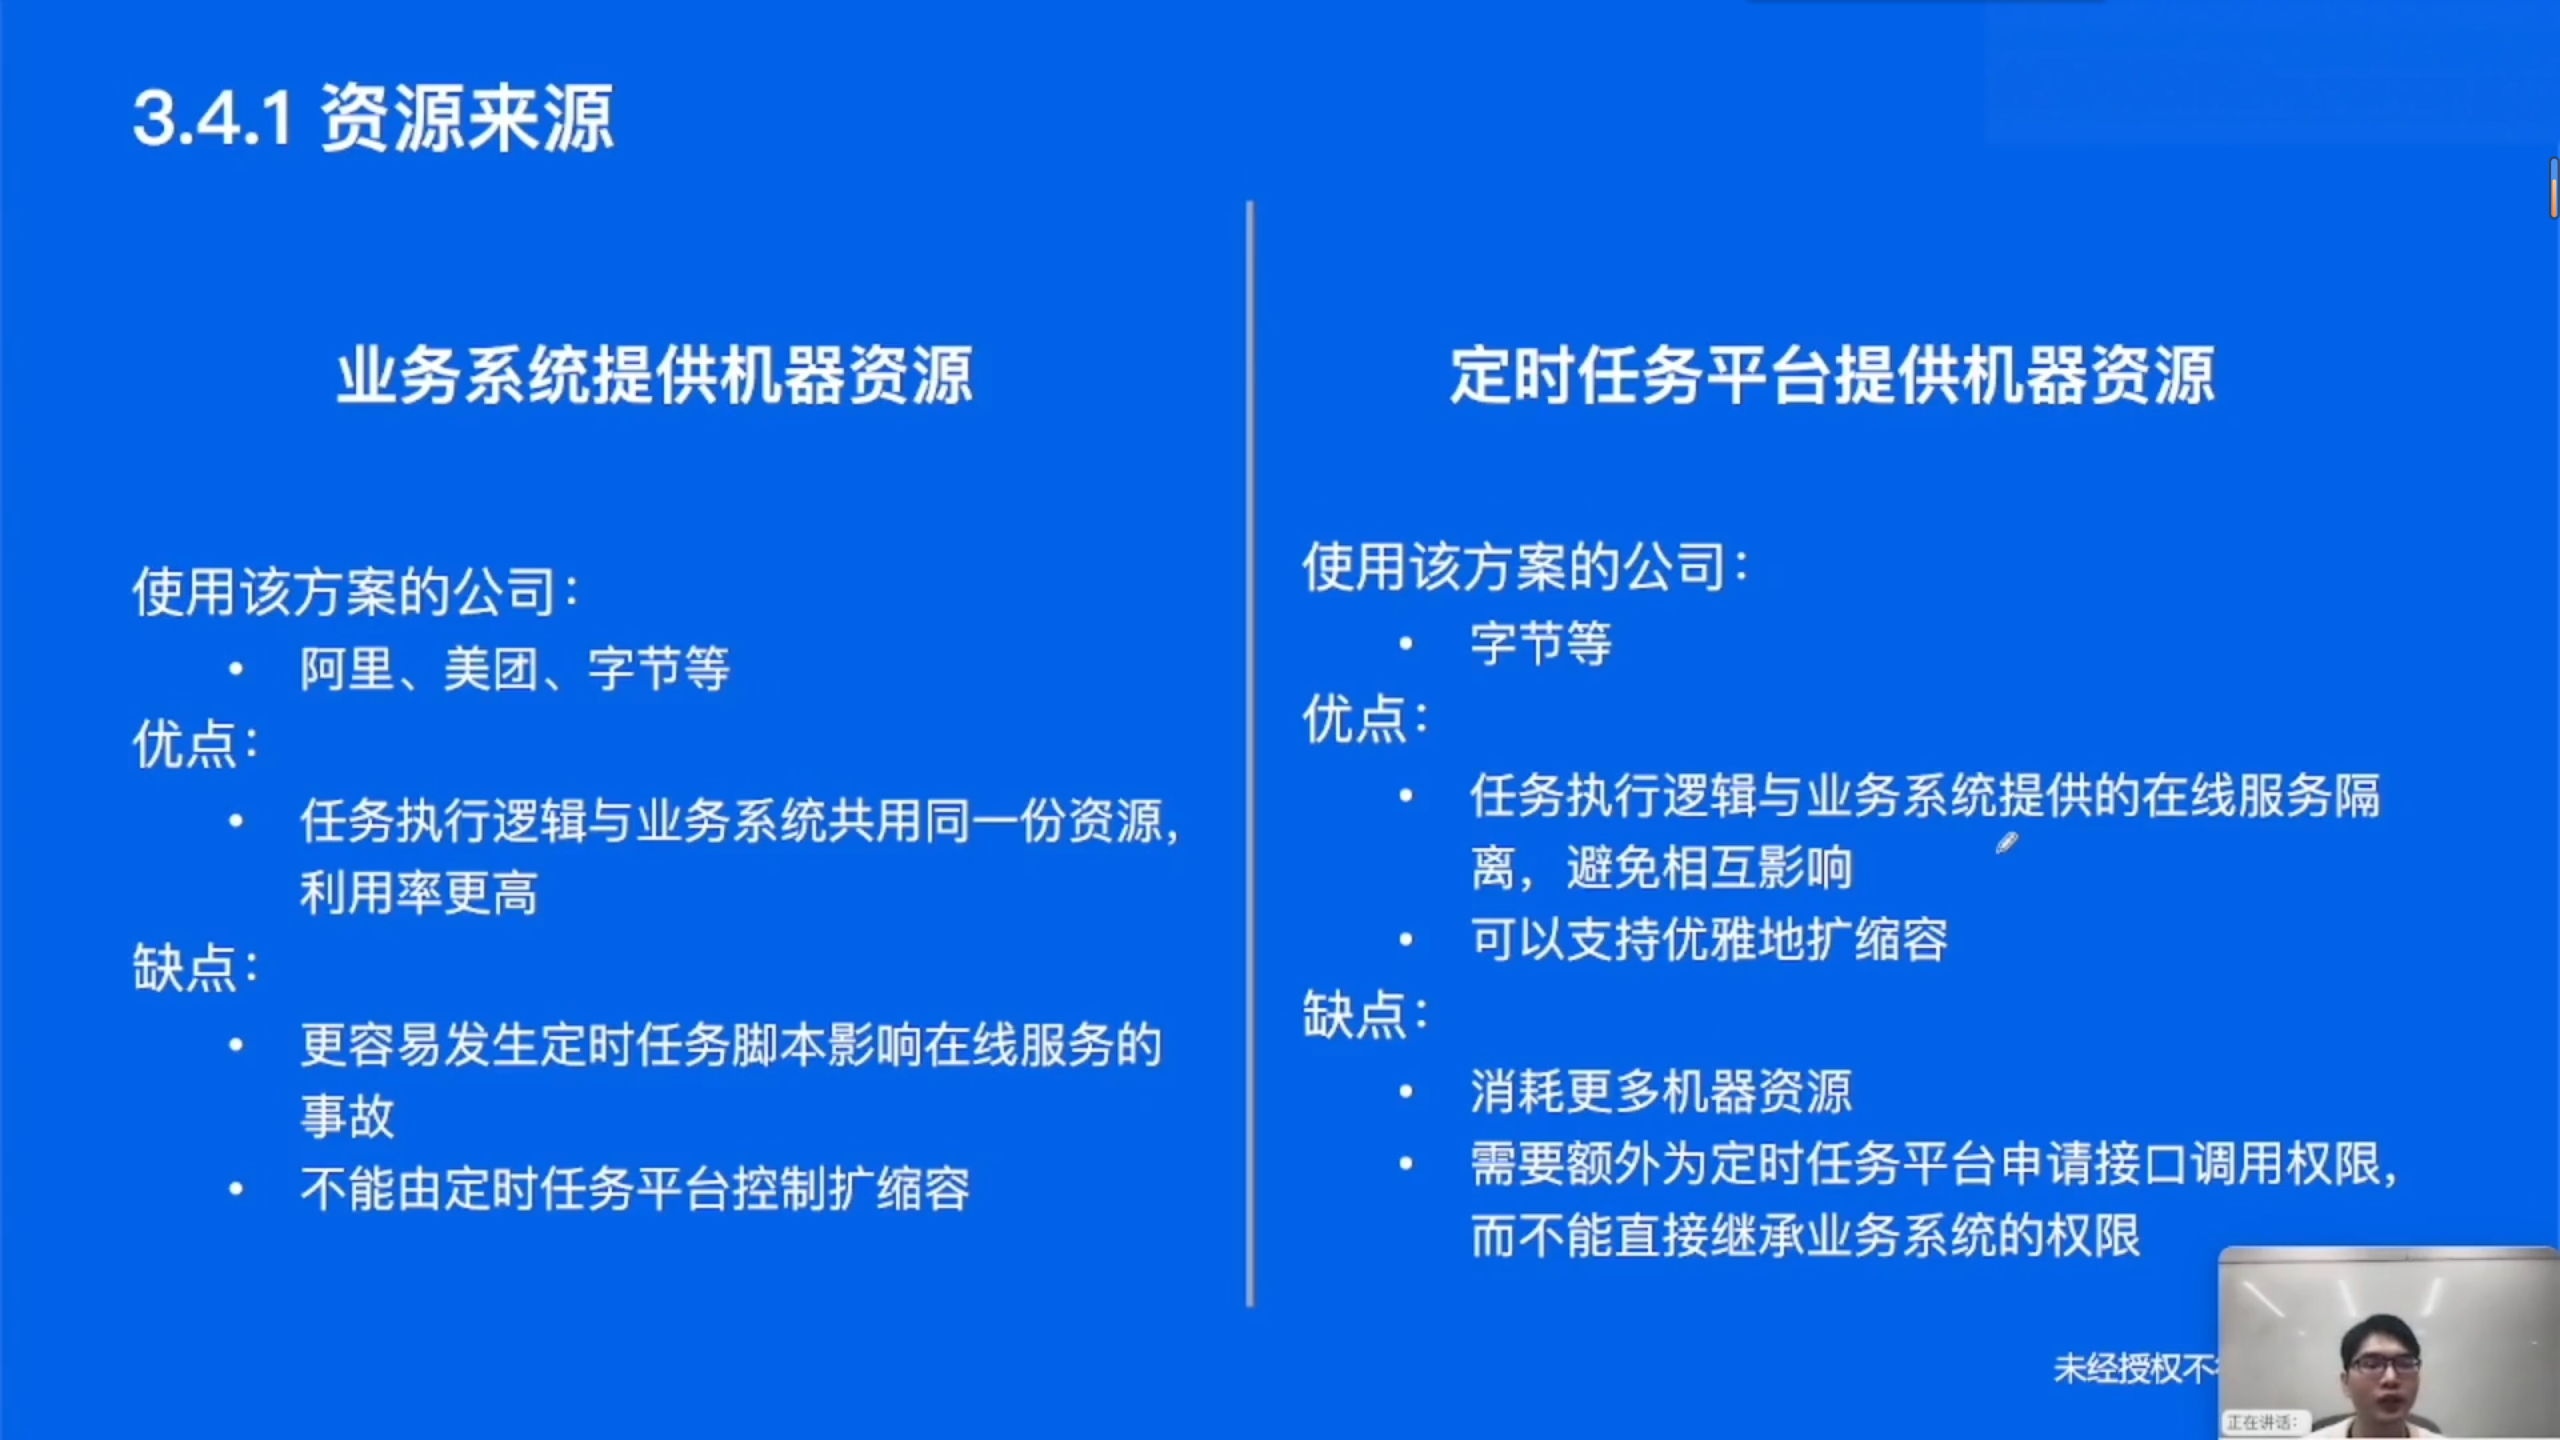 3.4.1 资源来源
业务系统提供机器资源
使用该方案的公司：
• 阿里、美团、字节等
优点：
• 任务执行逻辑与业务系统共用同一份资源，
利用率更高
缺点：
• 更容易发生定时任务脚本影响在线服务的
事故
• 不能由定时任务平台控制扩缩容
定时任务平台提供机器资源
使用该方案的公司：
• 字节等
优点：
• 任务执行逻辑与业务系统提供的在线服务隔
离，避免相互影响
• 可以支持优雅地扩缩容
缺点：
• 消耗更多机器资源
• 需要额外为定时任务平台申请接口调用权限，
而不能直接继承业务系统的权限
未经授权不
正在讲话：